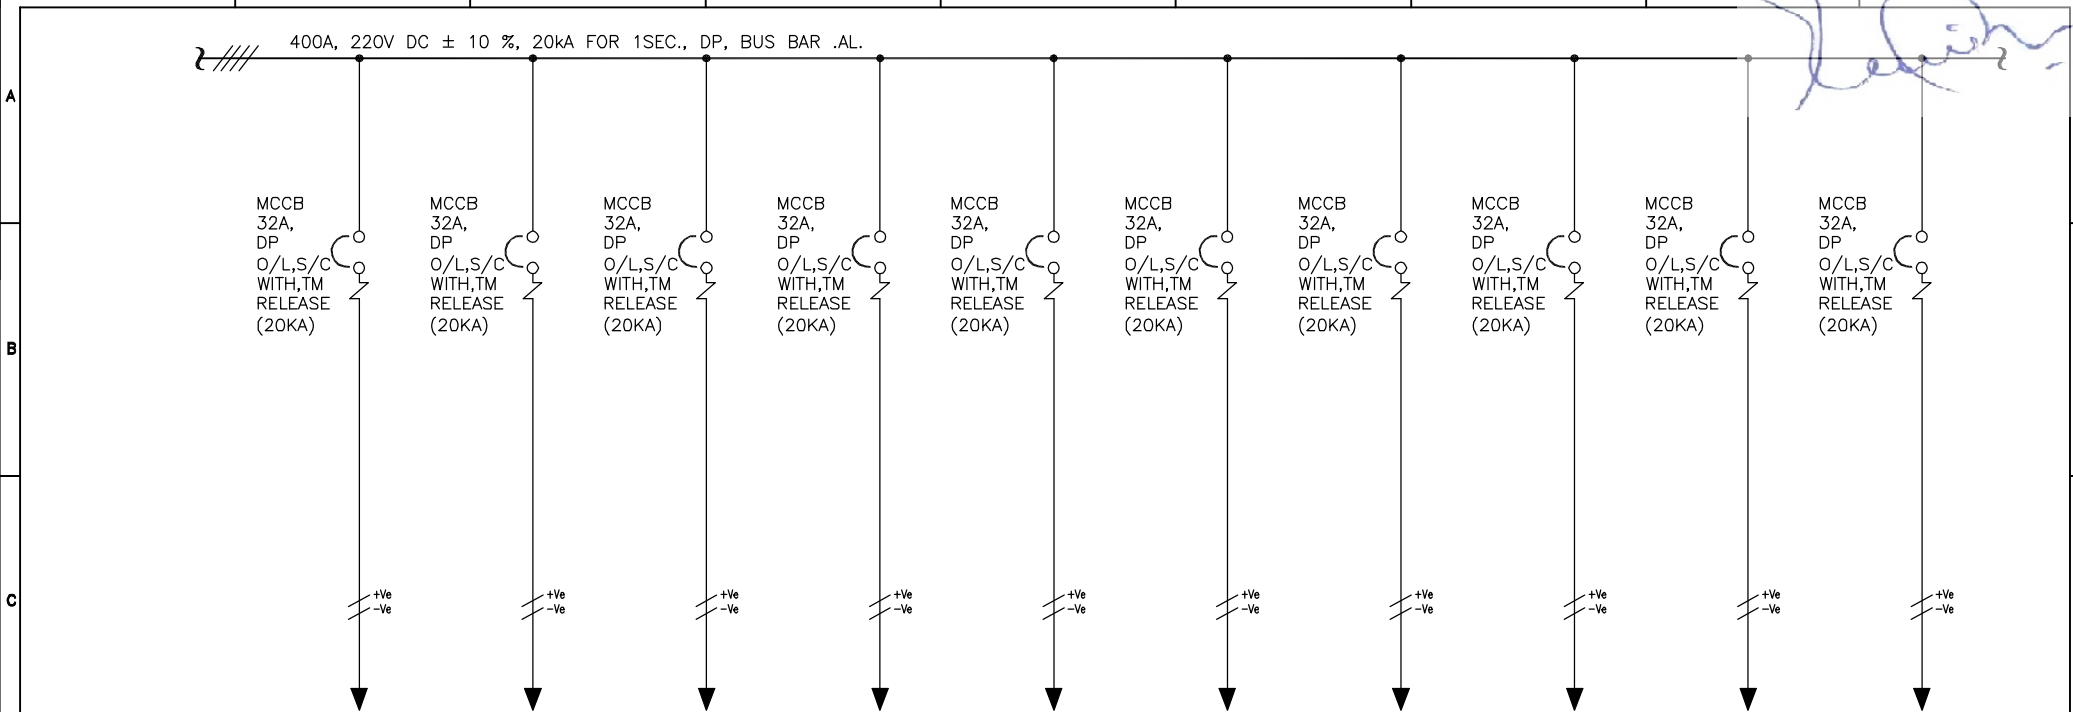 400A, 220V DC ± 10 %, 20kA FOR 1SEC., DP, BUS BAR .AL.
A
MCCB
32A,
DP
O/L,S/C
WITH,TM
RELEASE
(20KA)
MCCB
32A,
DP
O/L,S/C
WITH,TM
RELEASE
(20KA)
MCCB
32A,
DP
O/L,S/C
WITH,TM
RELEASE
(20KA)
MCCB
32A,
DP
O/L,S/C
WITH,TM
RELEASE
(20KA)
MCCB
32A,
DP
O/L,S/C
WITH,TM
RELEASE
(20KA)
MCCB
32A,
DP
O/L,S/C
WITH,TM
RELEASE
(20KA)
MCCB
32A,
DP
O/L,S/C
WITH,TM
RELEASE
(20KA)
MCCB
32A,
DP
O/L,S/C
WITH,TM
RELEASE
(20KA)
MCCB
32A,
DP
O/L,S/C
WITH,TM
RELEASE
(20KA)
MCCB
32A,
DP
O/L,S/C
WITH,TM
RELEASE
(20KA)
B
C
+Ve
-Ve
+Ve
-Ve
+Ve
-Ve
+Ve
-Ve
+Ve
-Ve
+Ve
-Ve
+Ve
-Ve
+Ve
-Ve
+Ve
-Ve
+Ve
-Ve